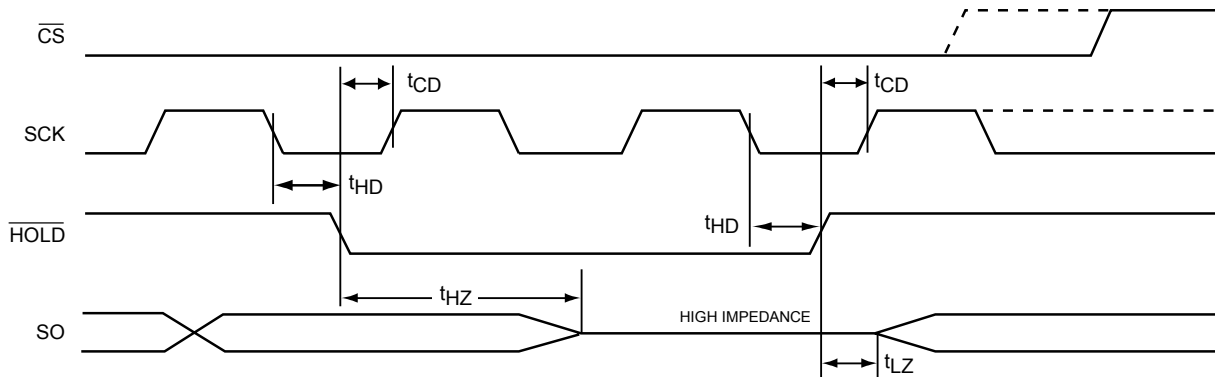 CS
tCD
tCD
SCK
tHD
tHD
HOLD
tHZ
HIGH IMPEDANCE
SO
tLZ